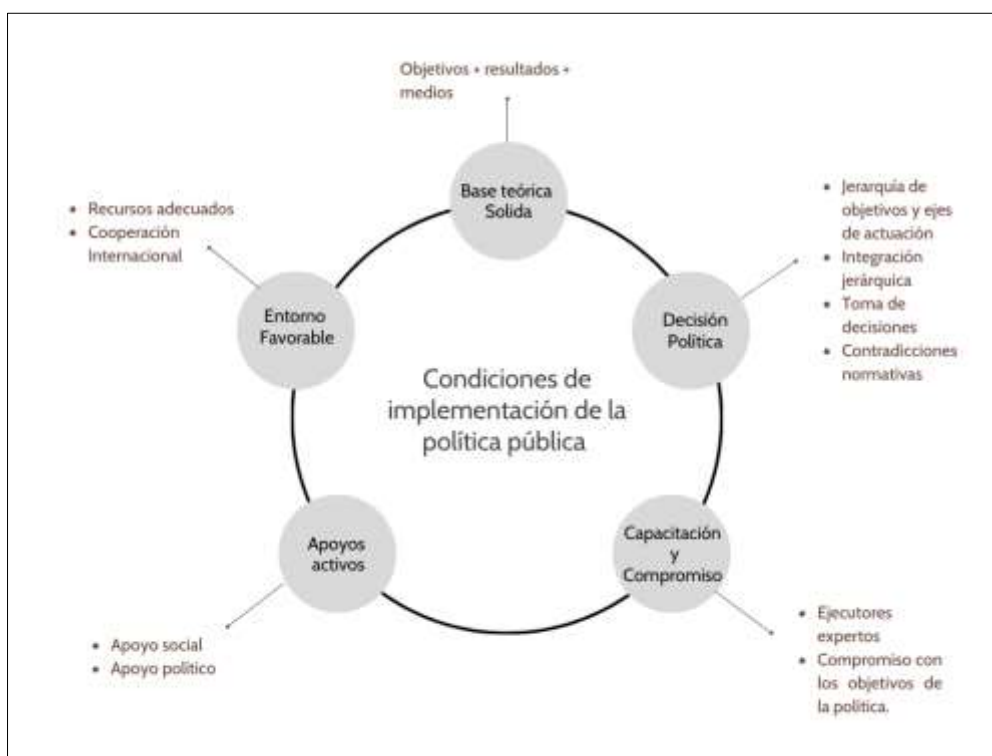 Objetivos + resultados +
medios
Base teórica
Solida
• Recursos adecuados
• Cooperación
Internacional
• Jerarquía de
objetivos y ejes
de actuación
• Integración
jerárquica
• Toma de
decisiones
• Contradicciones
normativas
Entorno
Favorable
Decisión
Política
Condiciones de
implementación de la
política pública
Apoyos
activos
Capacitación
y
Compromiso
• Apoyo social
• Apoyo político
• Ejecutores
expertos
• Compromiso con
los objetivos de
la política.